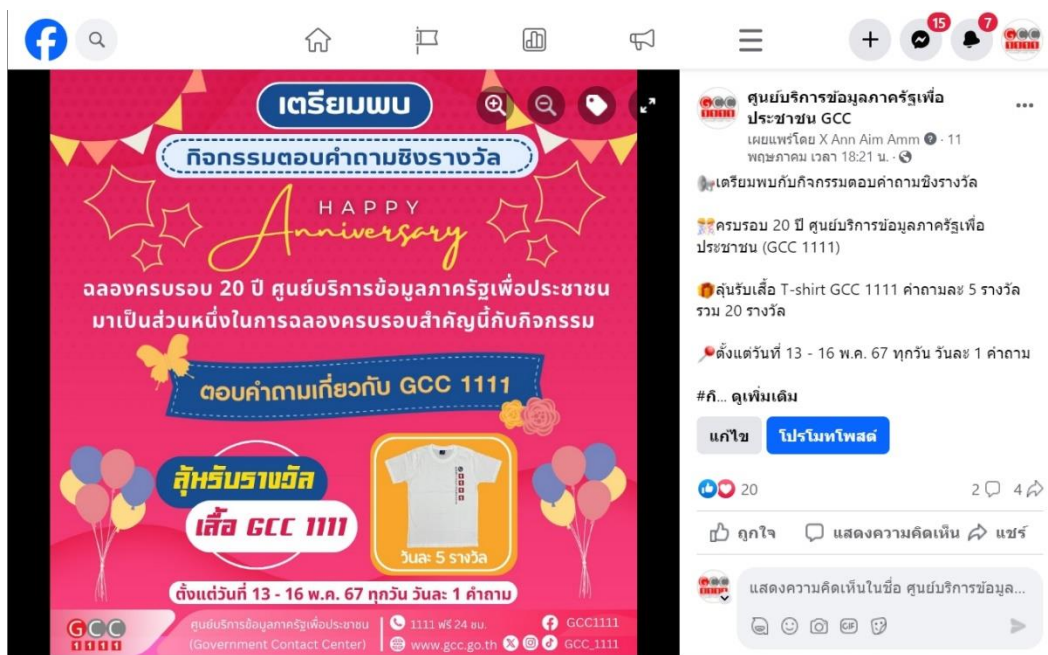 15
7
GCC
1111
เตรียมพบ
กิจกรรมตอบคำถามชิงรางวัล
HAPPY
Anniversary
ฉลองครบรอบ 20 ปี ศูนย์บริการข้อมูลภาครัฐเพื่อประชาชน
มาเป็นส่วนหนึ่งในการฉลองครบรอบสำคัญนี้กับกิจกรรม
ตอบคำถามเกี่ยวกับ GCC 1111
ลุ้นรับรางวัล
เสื้อ GCC 1111
วันละ 5 รางวัล
ตั้งแต่วันที่ 13 - 16 พ.ค. 67 ทุกวัน วันละ 1 คำถาม
GCC
1111
ศูนย์บริการข้อมูลภาครัฐเพื่อประชาชน
(Government Contact Center)
1111 ฟรี 24 ชม.
www.gcc.go.th
GCC1111
GCC_1111
GCC
1111
ศูนย์บริการข้อมูลภาครัฐเพื่อ
ประชาชน GCC
เผยแพร่โดย X Ann Aim Amm · 11
พฤษภาคม เวลา 18:21 น. ·
เตรียมพบกับกิจกรรมตอบคำถามชิงรางวัล
ครบรอบ 20 ปี ศูนย์บริการข้อมูลภาครัฐเพื่อ
ประชาชน (GCC 1111)
ลุ้นรับเสื้อ T-shirt GCC 1111 คำถามละ 5 รางวัล
รวม 20 รางวัล
ตั้งแต่วันที่ 13 - 16 พ.ค. 67 ทุกวัน วันละ 1 คำถาม
#กิ... ดูเพิ่มเติม
แก้ไข โปรโมทโพสต์
20 2 4
ถูกใจ แสดงความคิดเห็น แชร์
แสดงความคิดเห็นในชื่อ ศูนย์บริการข้อมูล...
GIF